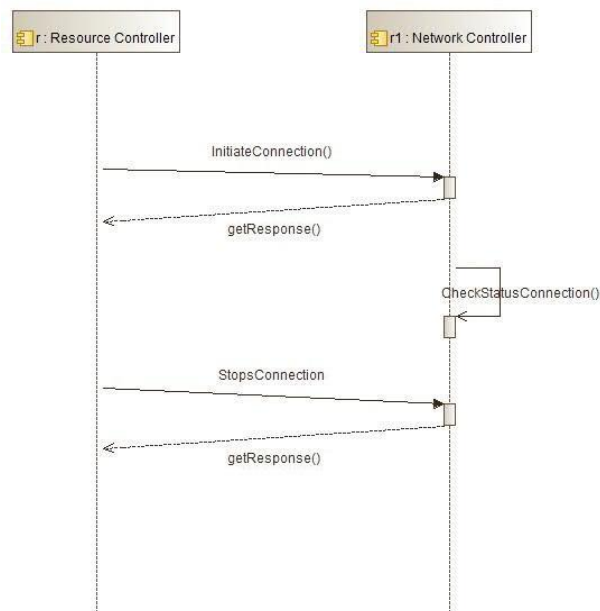 r : Resource Controller
r1 : Network Controller
InitiateConnection()
getResponse()
CheckStatusConnection()
StopsConnection
getResponse()